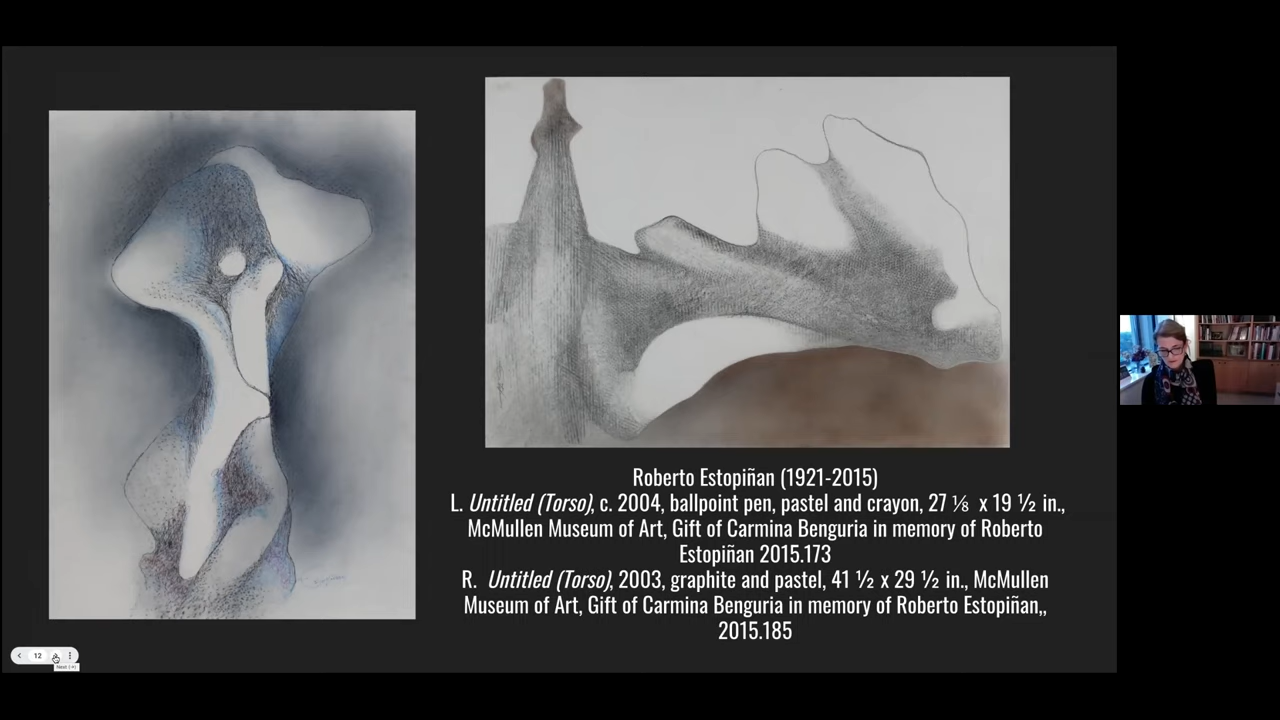 Roberto Estopiñan (1921-2015)
L. Untitled (Torso), c. 2004, ballpoint pen, pastel and crayon, 27 ⅛ x 19 ½ in.,
McMullen Museum of Art, Gift of Carmina Benguria in memory of Roberto
Estopiñan 2015.173
R. Untitled (Torso), 2003, graphite and pastel, 41 ½ x 29 ½ in., McMullen
Museum of Art, Gift of Carmina Benguria in memory of Roberto Estopiñan,,
2015.185
12
Next (→)